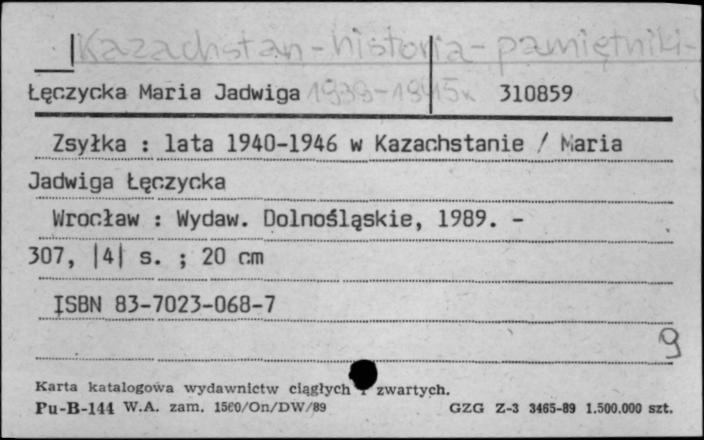 Kazachstan - historia - pamiętniki -
Łęczycka Maria Jadwiga 1939-1945 r. 310859
Zsyłka : lata 1940-1946 w Kazachstanie / Maria
Jadwiga Łęczycka
Wrocław : Wydaw. Dolnośląskie, 1989. -
307, |4| s. ; 20 cm
ISBN 83-7023-068-7
9
Karta katalogowa wydawnictw ciągłych i zwartych.
Pu-B-144 W.A. zam. 1560/On/DW/89 GZG Z-3 3465-89 1.500.000 szt.